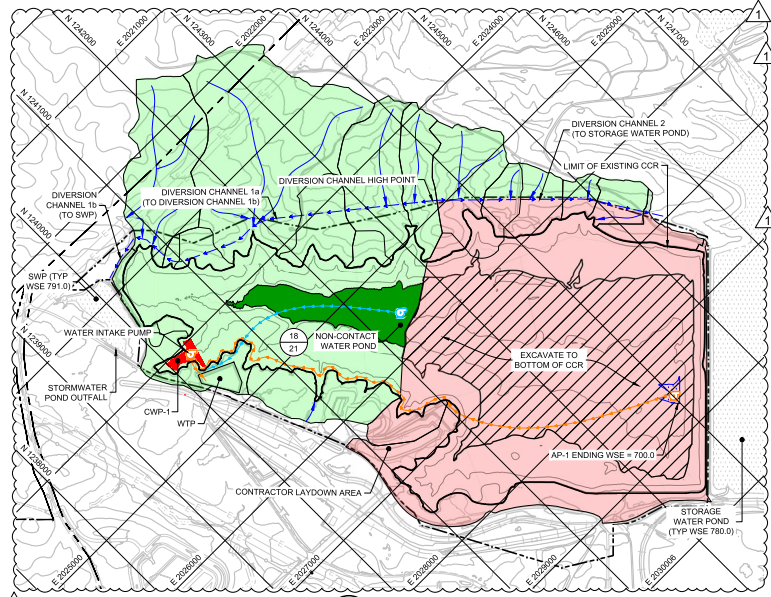 N 1242000
E 2021000
N 1243000
E 2022000
N 1244000
E 2023000
N 1245000
E 2024000
N 1246000
E 2025000
N 1247000
1
1
1
N 1241000
DIVERSION CHANNEL 2
(TO STORAGE WATER POND)
LIMIT OF EXISTING CCR
DIVERSION CHANNEL HIGH POINT
DIVERSION CHANNEL 1a
(TO DIVERSION CHANNEL 1b)
DIVERSION
CHANNEL 1b
(TO SWP)
N 1240000
SWP (TYP
WSE 791.0)
WATER INTAKE PUMP
18
21
NON-CONTACT
WATER POND
N 1239000
EXCAVATE TO
BOTTOM OF CCR
STORMWATER
POND OUTFALL
CWP-1
WTP
AP-1 ENDING WSE = 700.0
N 1238000
CONTRACTOR LAYDOWN AREA
STORAGE
WATER POND
(TYP WSE 780.0)
E 2025000
E 2026000
E 2027000
E 2028000
E 2029000
E 2030006